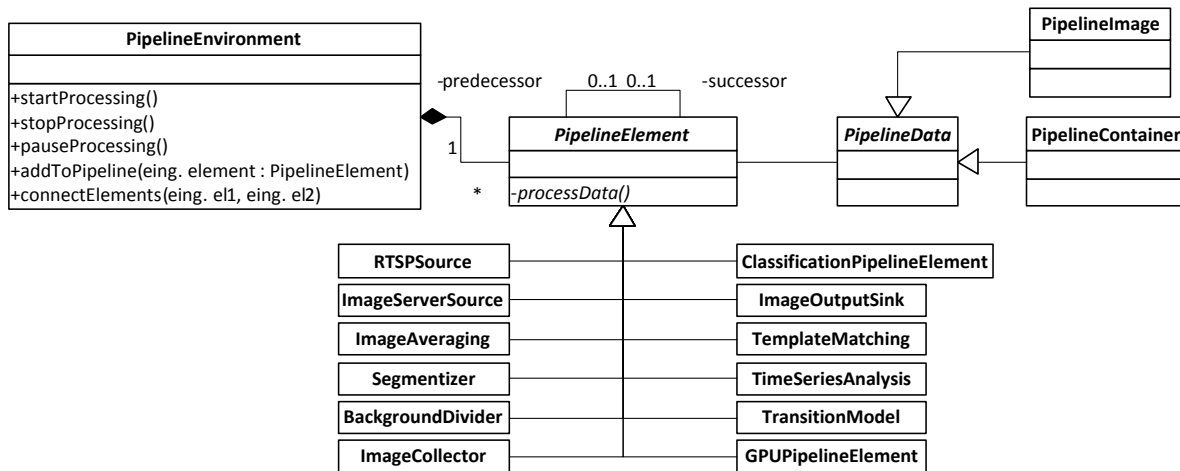 PipelineEnvironment
+startProcessing()
+stopProcessing()
+pauseProcessing()
+addToPipeline(eing. element : PipelineElement)
+connectElements(eing. el1, eing. el2)
1
*
-predecessor
0..1 0..1
-successor
PipelineElement
-processData()
PipelineData
PipelineImage
PipelineContainer
RTSPSource
ClassificationPipelineElement
ImageServerSource
ImageOutputSink
ImageAveraging
TemplateMatching
Segmentizer
TimeSeriesAnalysis
BackgroundDivider
TransitionModel
ImageCollector
GPUPipelineElement